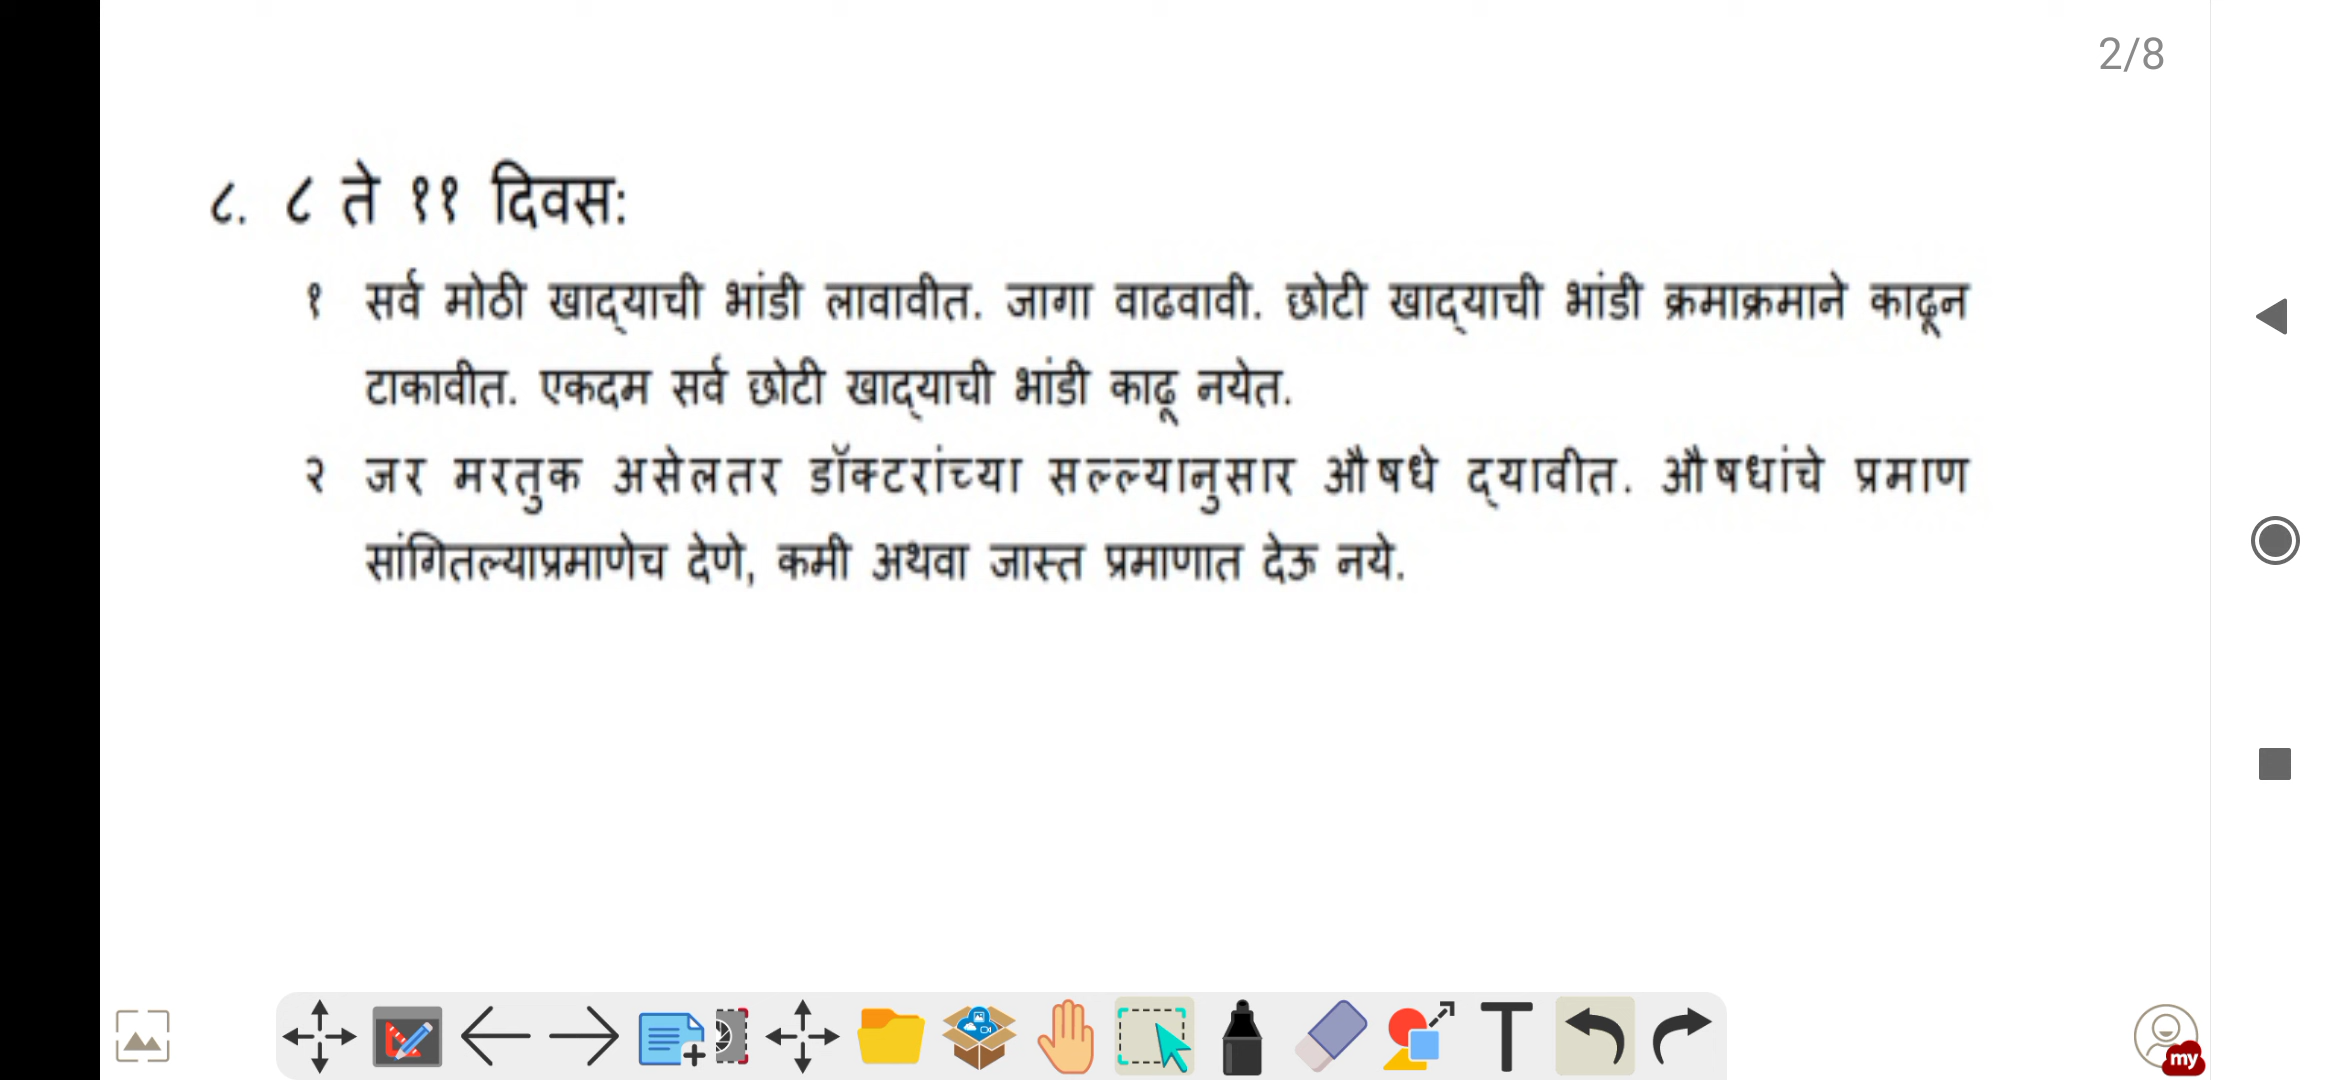 2/8
८. ८ ते ११ दिवस:
१ सर्व मोठी खाद्याची भांडी लावावीत. जागा वाढवावी. छोटी खाद्याची भांडी क्रमाक्रमाने काढून
टाकावीत. एकदम सर्व छोटी खाद्याची भांडी काढू नयेत.
२ जर मरतुक असेलतर डॉक्टरांच्या सल्ल्यानुसार औषधे द्यावीत. औषधांचे प्रमाण
सांगितल्याप्रमाणेच देणे, कमी अथवा जास्त प्रमाणात देऊ नये.
T
my